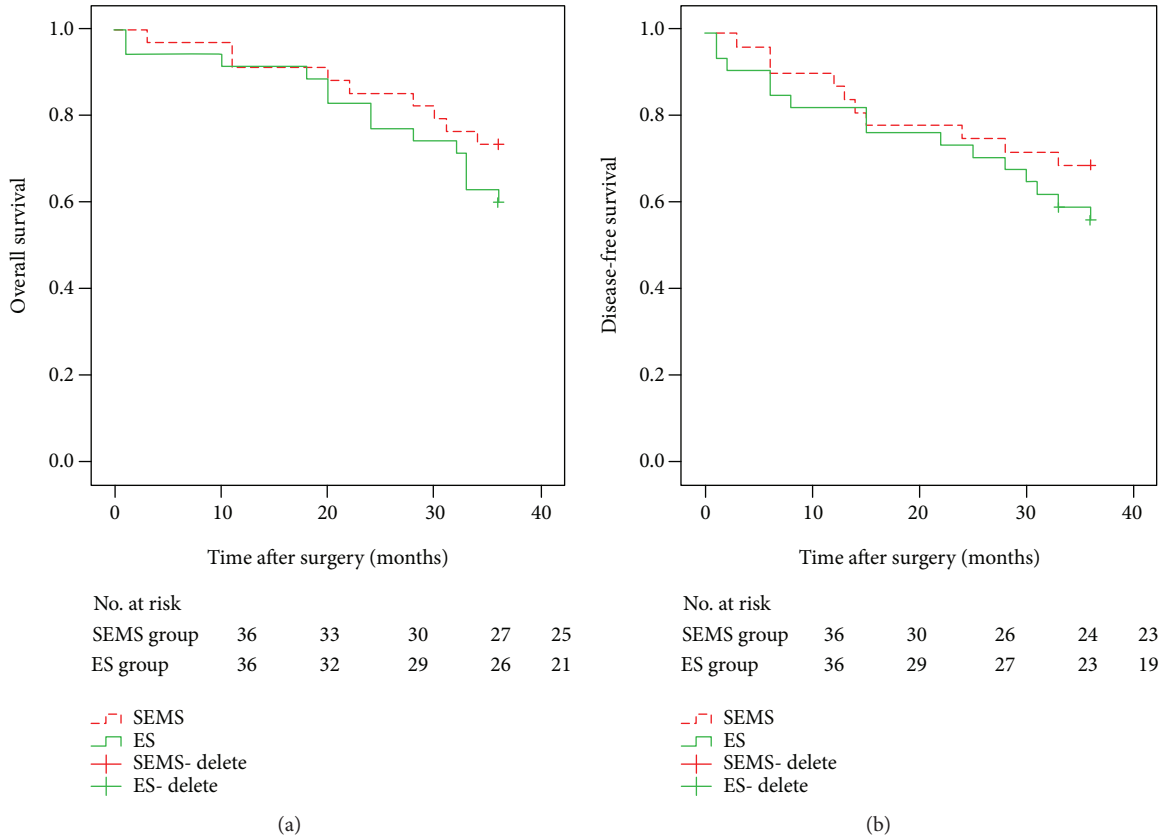 1.0
0.8
0.6
0.4
0.2
0.0
Overall survival
0 10 20 30 40
Time after surgery (months)
No. at risk
SEMS group 36 33 30 27 25
ES group 36 32 29 26 21
SEMS
ES
SEMS- delete
ES- delete
(a)
1.0
0.8
0.6
0.4
0.2
0.0
Disease-free survival
0 10 20 30 40
Time after surgery (months)
No. at risk
SEMS group 36 30 26 24 23
ES group 36 29 27 23 19
SEMS
ES
SEMS- delete
ES- delete
(b)